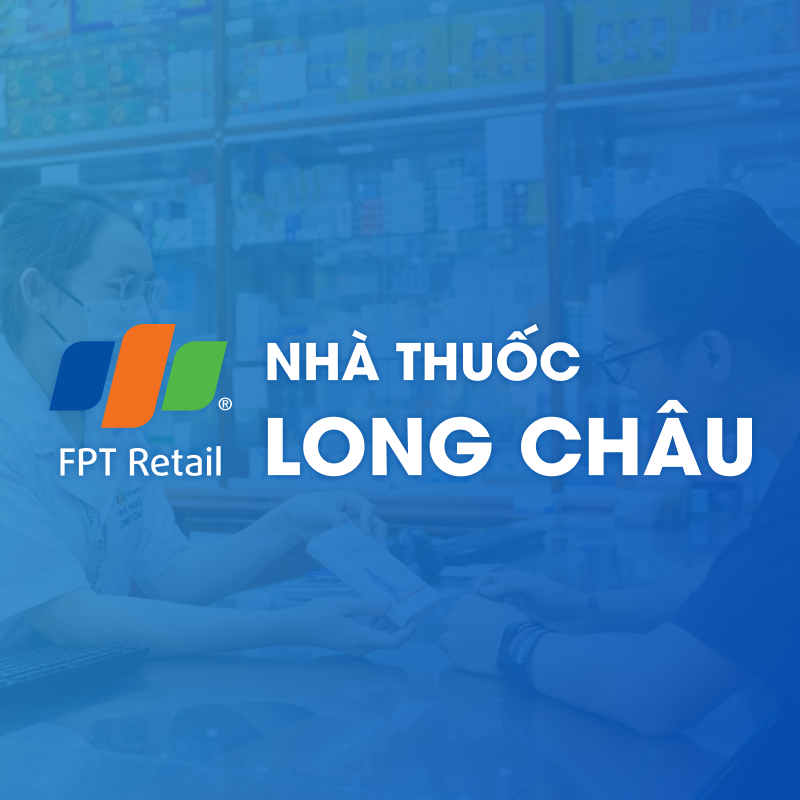 NHÀ THUỐC
LONG CHÂU
FPT Retail
®